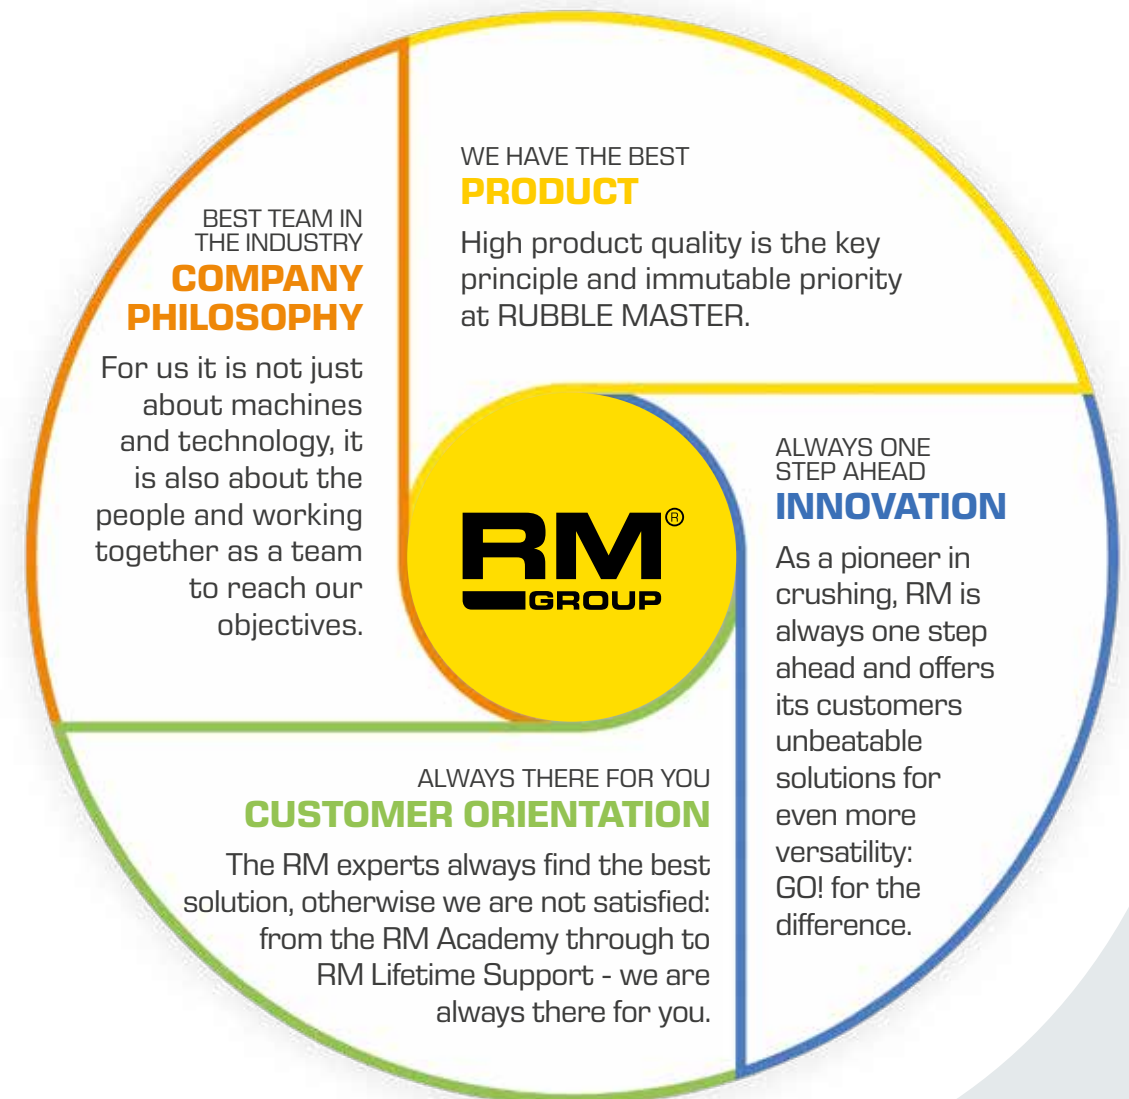 WE HAVE THE BEST
PRODUCT
High product quality is the key
principle and immutable priority
at RUBBLE MASTER.
BEST TEAM IN
THE INDUSTRY
COMPANY
PHILOSOPHY
For us it is not just
about machines
and technology, it
is also about the
people and working
together as a team
to reach our
objectives.
RM®
GROUP
ALWAYS ONE
STEP AHEAD
INNOVATION
As a pioneer in
crushing, RM is
always one step
ahead and offers
its customers
unbeatable
solutions for
even more
versatility:
GO! for the
difference.
ALWAYS THERE FOR YOU
CUSTOMER ORIENTATION
The RM experts always find the best
solution, otherwise we are not satisfied:
from the RM Academy through to
RM Lifetime Support - we are
always there for you.